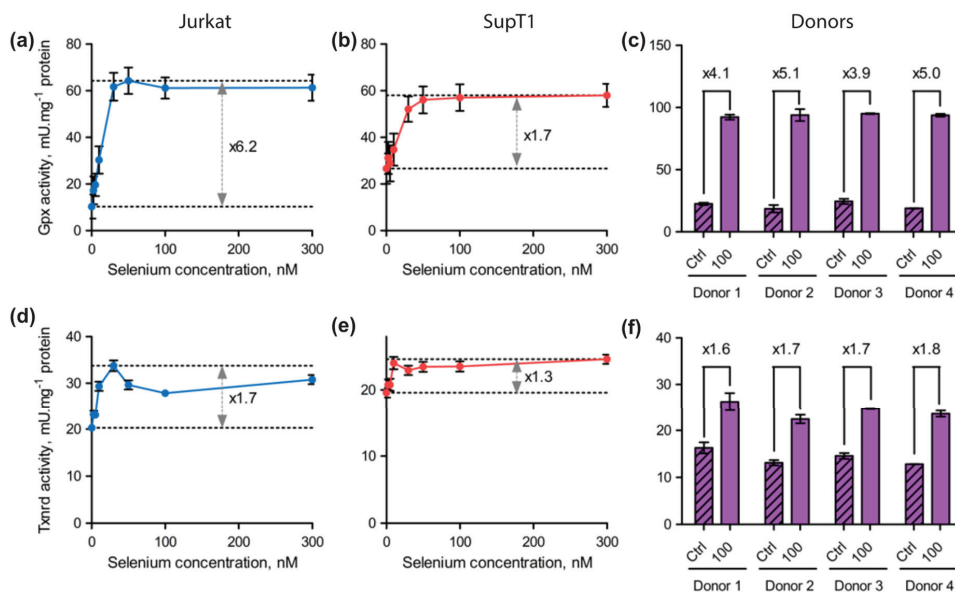 Jurkat
SupT1
Donors
(a)
Gpx activity, mU.mg⁻¹ protein
80
60
40
20
0
x6.2
0 100 200 300
Selenium concentration, nM
(b)
80
60
40
20
0
x1.7
0 100 200 300
Selenium concentration, nM
(c)
150
100
50
0
x4.1 x5.1 x3.9 x5.0
Ctrl 100 Ctrl 100 Ctrl 100 Ctrl 100
Donor 1 Donor 2 Donor 3 Donor 4
(d)
Txnrd activity, mU.mg⁻¹ protein
40
30
20
10
0
x1.7
0 100 200 300
Selenium concentration, nM
(e)
20
10
0
x1.3
0 100 200 300
Selenium concentration, nM
(f)
40
30
20
10
0
x1.6 x1.7 x1.7 x1.8
Ctrl 100 Ctrl 100 Ctrl 100 Ctrl 100
Donor 1 Donor 2 Donor 3 Donor 4